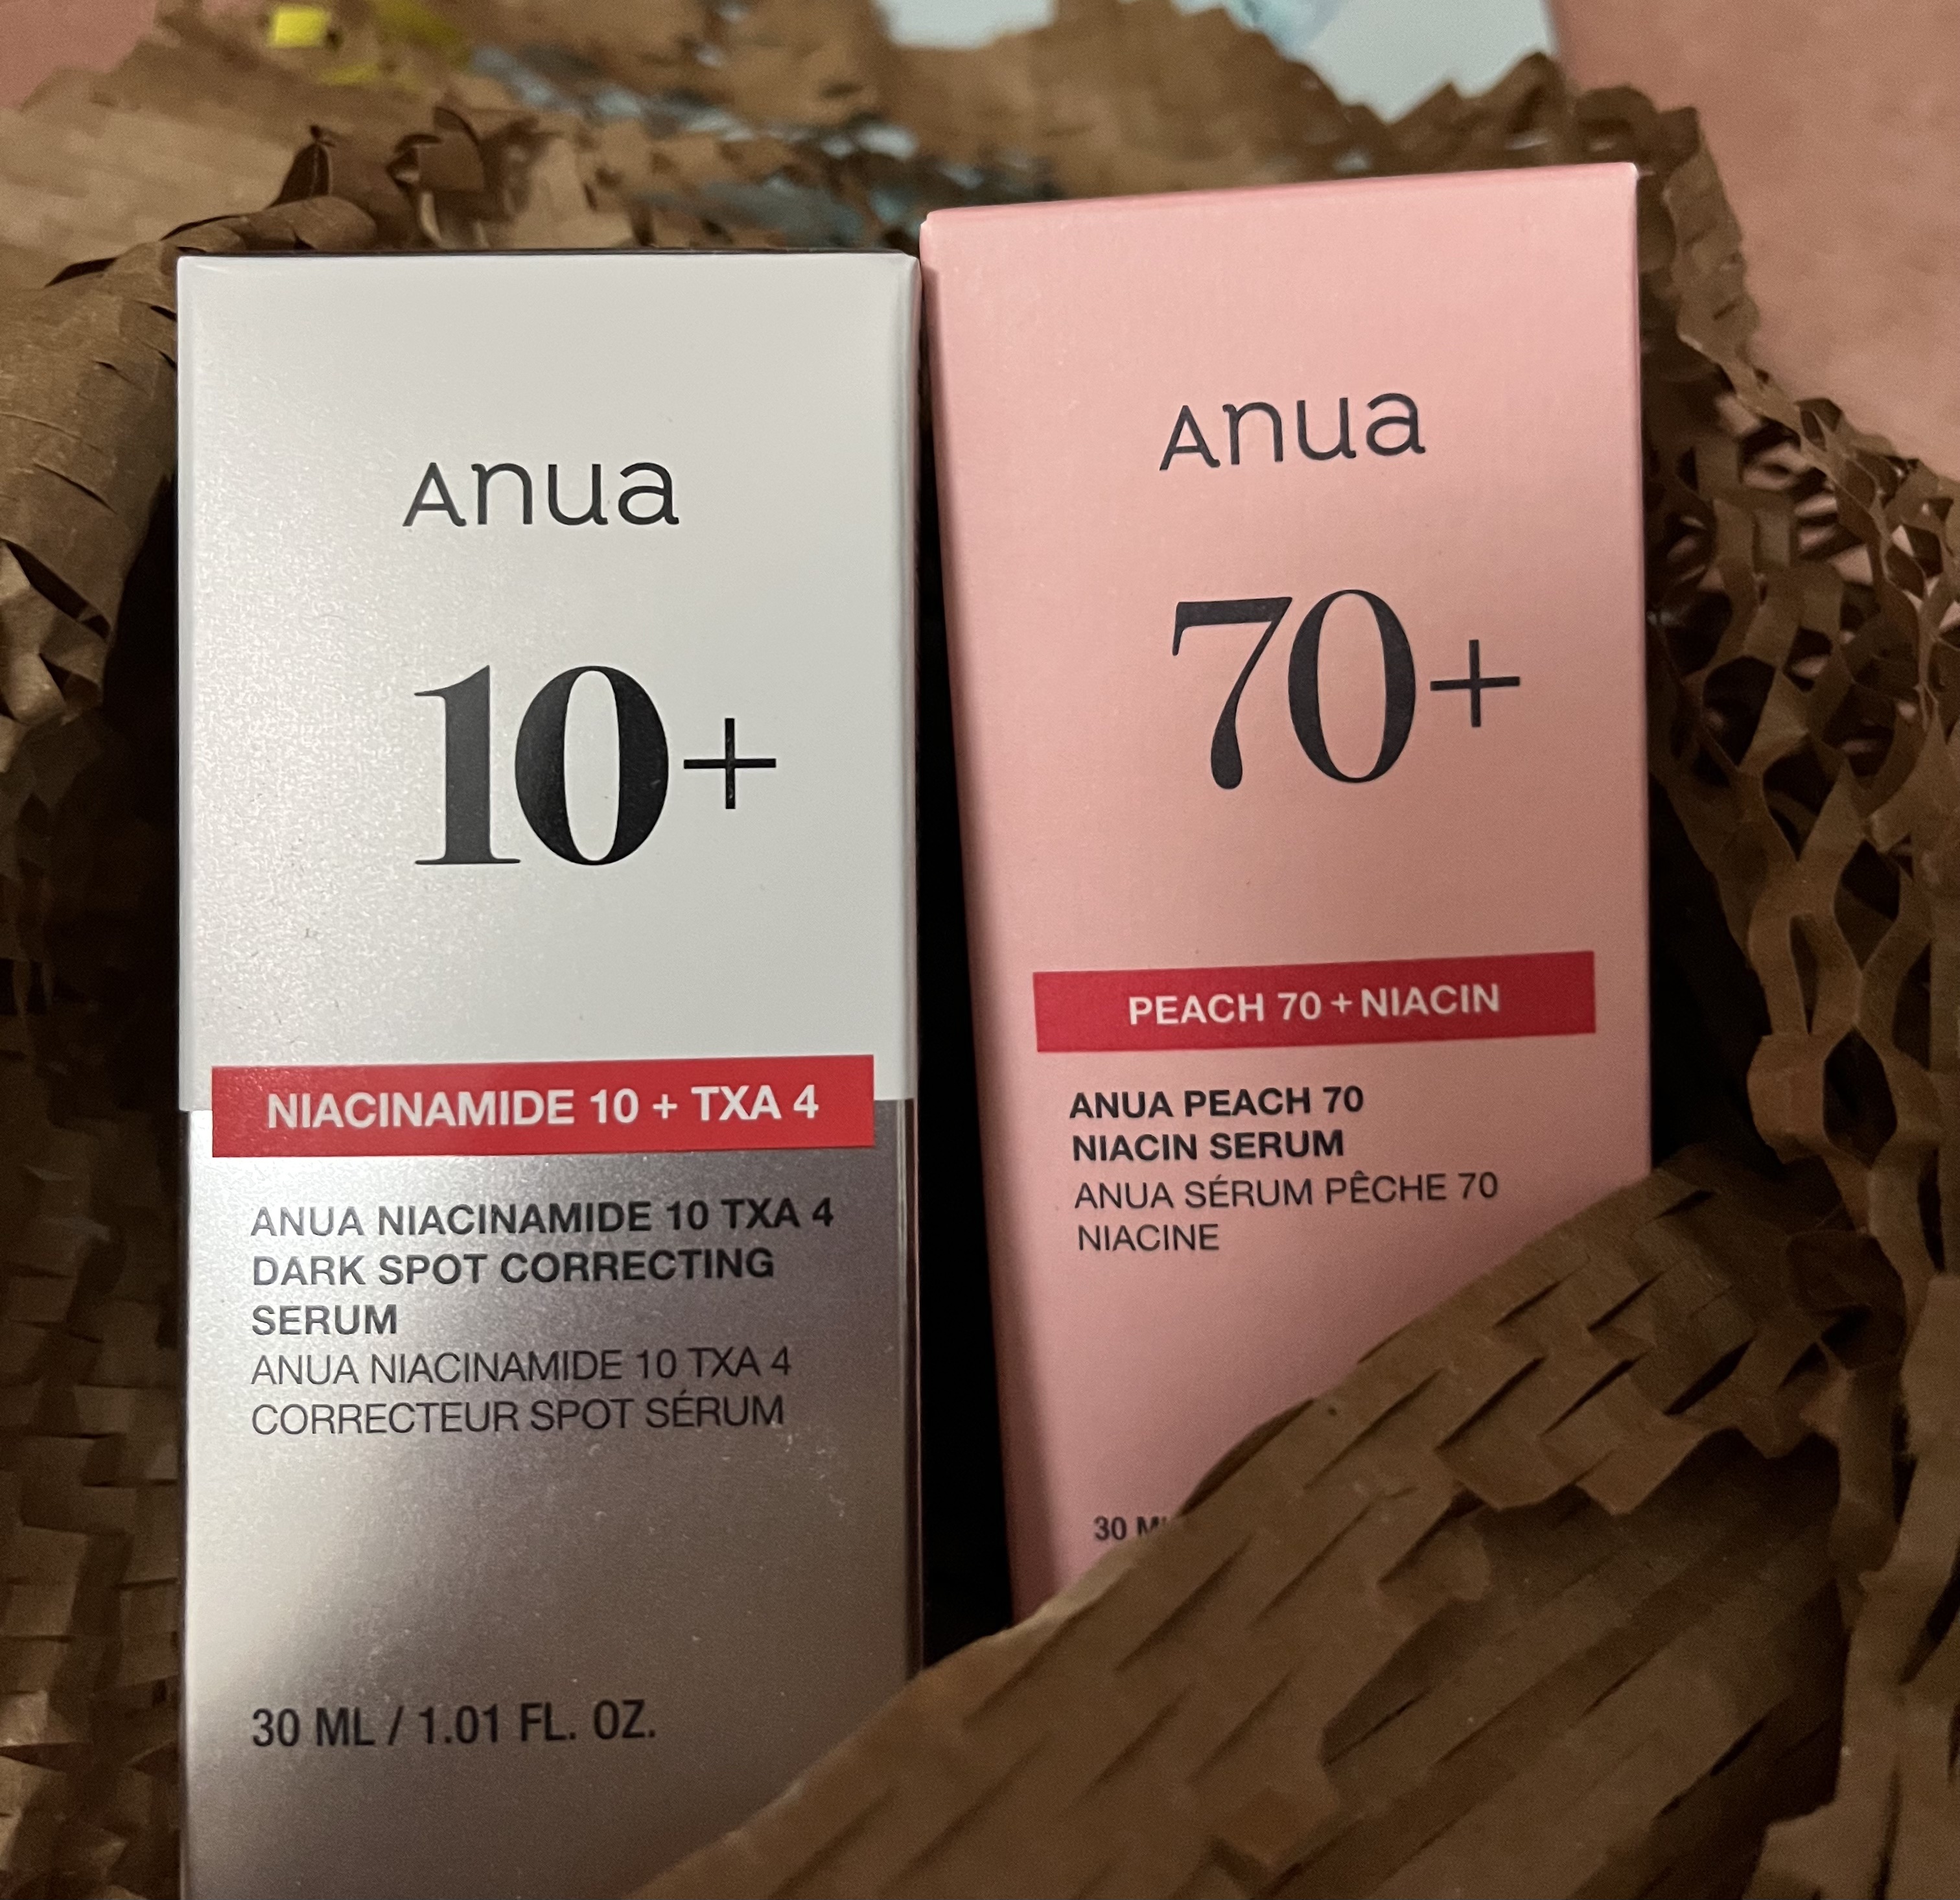 Anua
10+
NIACINAMIDE 10 + TXA 4
ANUA NIACINAMIDE 10 TXA 4
DARK SPOT CORRECTING
SERUM
ANUA NIACINAMIDE 10 TXA 4
CORRECTEUR SPOT SÉRUM
30 ML / 1.01 FL. OZ.
Anua
70+
PEACH 70 + NIACIN
ANUA PEACH 70
NIACIN SERUM
ANUA SÉRUM PÊCHE 70
NIACINE
30